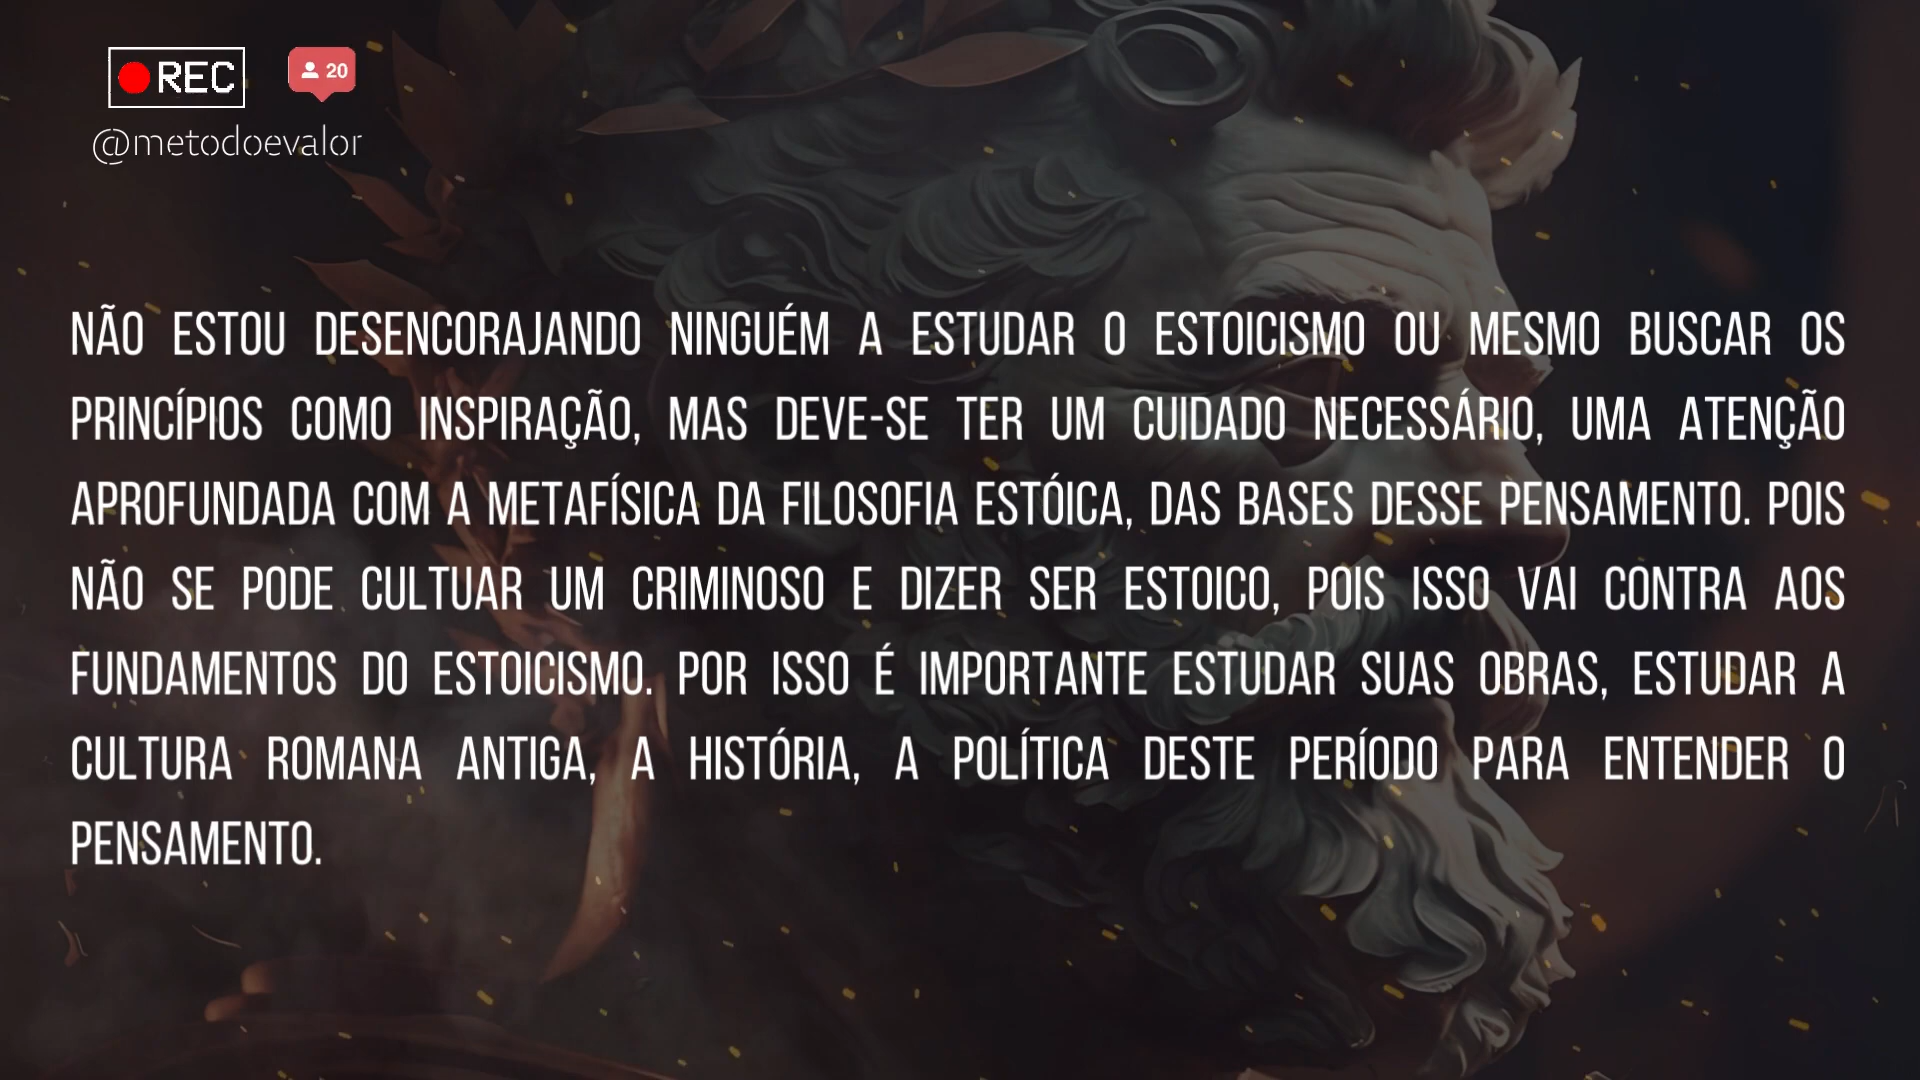 REC
20
@metodoevalor
NÃO ESTOU DESENCORAJANDO NINGUÉM A ESTUDAR O ESTOICISMO OU MESMO BUSCAR OS
PRINCÍPIOS COMO INSPIRAÇÃO, MAS DEVE-SE TER UM CUIDADO NECESSÁRIO, UMA ATENÇÃO
APROFUNDADA COM A METAFÍSICA DA FILOSOFIA ESTÓICA, DAS BASES DESSE PENSAMENTO. POIS
NÃO SE PODE CULTUAR UM CRIMINOSO E DIZER SER ESTOICO, POIS ISSO VAI CONTRA AOS
FUNDAMENTOS DO ESTOICISMO. POR ISSO É IMPORTANTE ESTUDAR SUAS OBRAS, ESTUDAR A
CULTURA ROMANA ANTIGA, A HISTÓRIA, A POLÍTICA DESTE PERÍODO PARA ENTENDER O
PENSAMENTO.